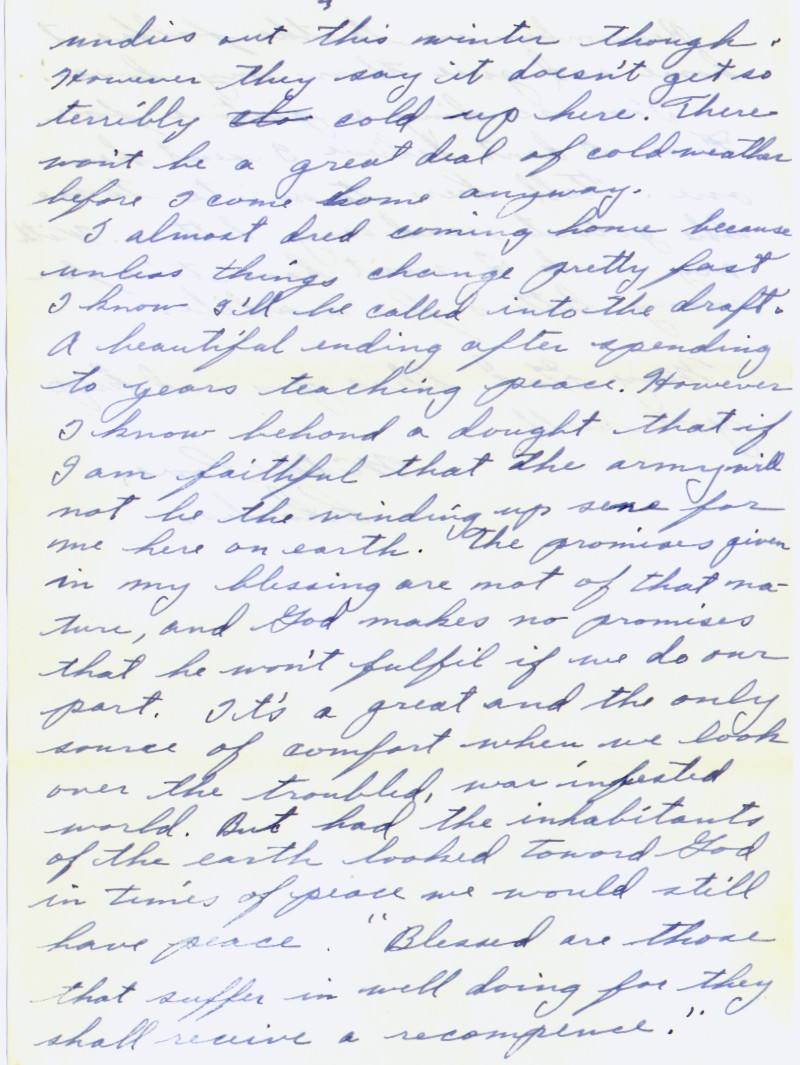 undies out this winter though.
However they say it doesn't get so
terribly cold up here. There
won't be a great deal of cold weather
before I come home anyway.
I almost dred coming home because
unless things change pretty fast
I know I'll be called into the draft.
A beautiful ending after spending
to years teaching peace. However
I know behond a dought that if
I am faithful that the army will
not be the winding up sene for
me here on earth. The promises given
in my blessing are not of that na-
ture, and God makes no promises
that he won't fulfil if we do our
part. It's a great and the only
source of comfort when we look
over the troubled, war infested
world. But had the inhabitants
of the earth looked toward God
in times of peace we would still
have peace. "Blessed are those
that suffer in well doing for they
shall receive a recompence."